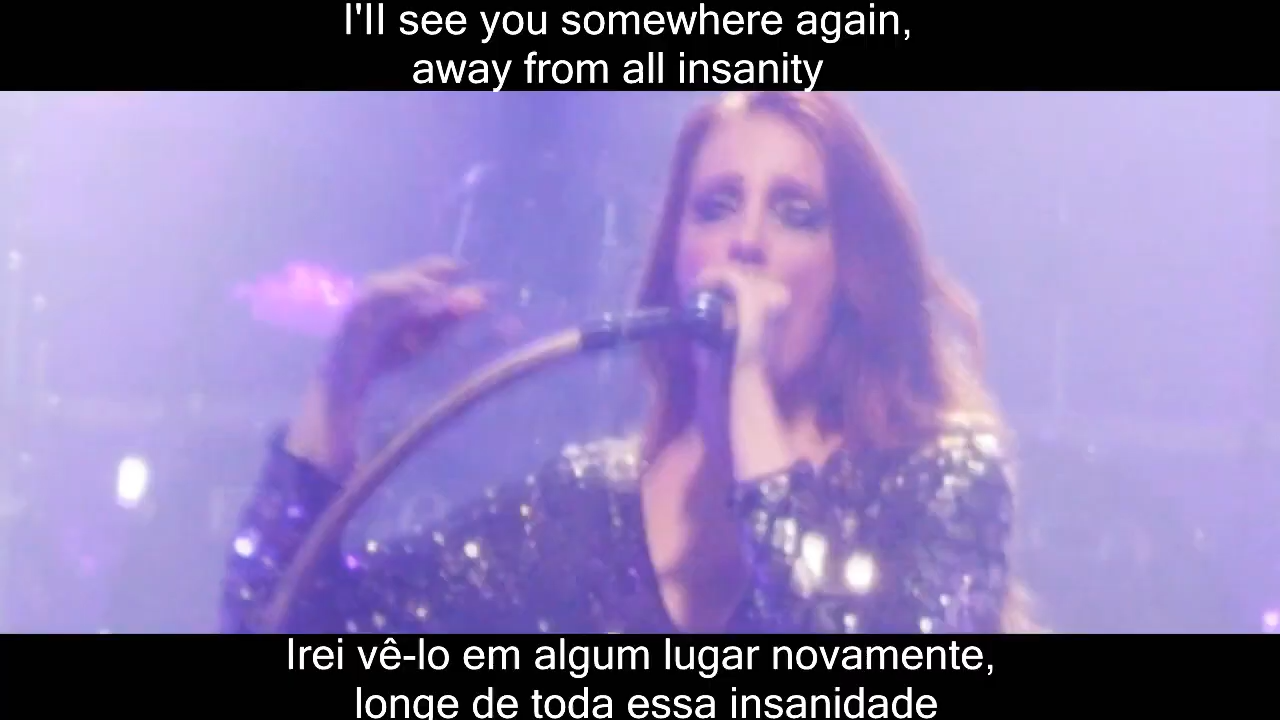 I'll see you somewhere again,
away from all insanity
Irei vê-lo em algum lugar novamente,
longe de toda essa insanidade